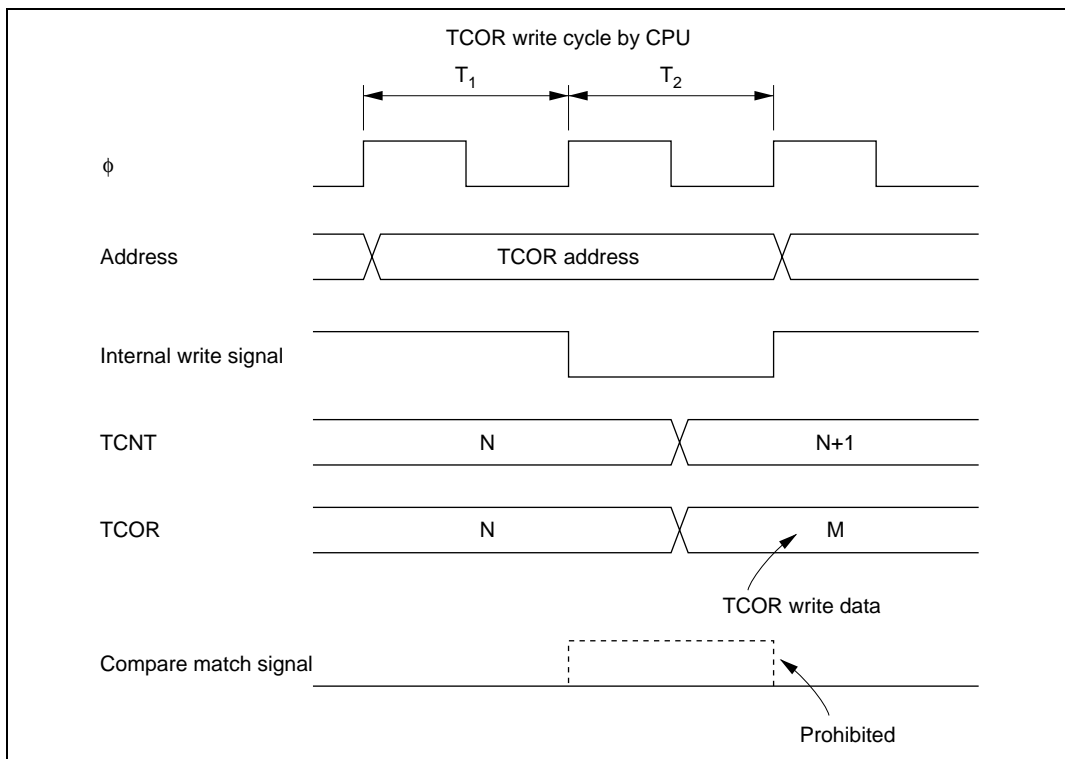 TCOR write cycle by CPU
T1 T2
ϕ
Address TCOR address
Internal write signal
TCNT N N+1
TCOR N M
TCOR write data
Compare match signal
Prohibited